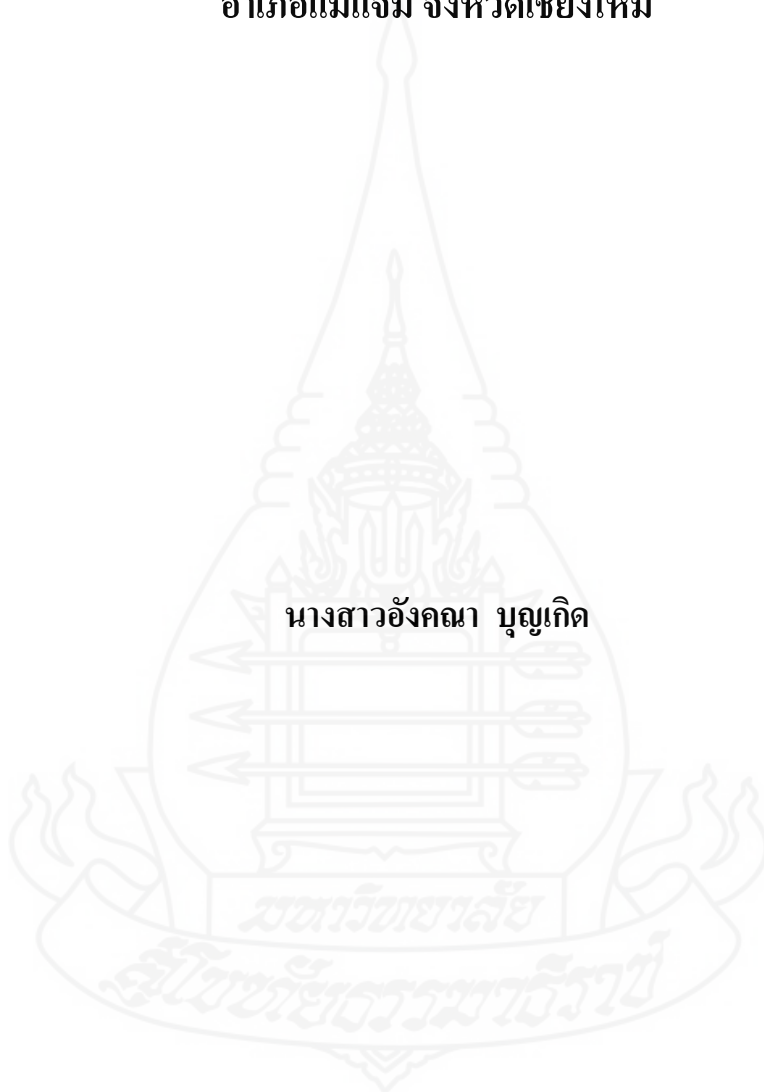 อำเภอแม่แจ่ม จังหวัดเชียงใหม่
นางสาวอังคณา บุญเกิด
มหาวิทยาลัย
สุโขทัยธรรมาธิราช